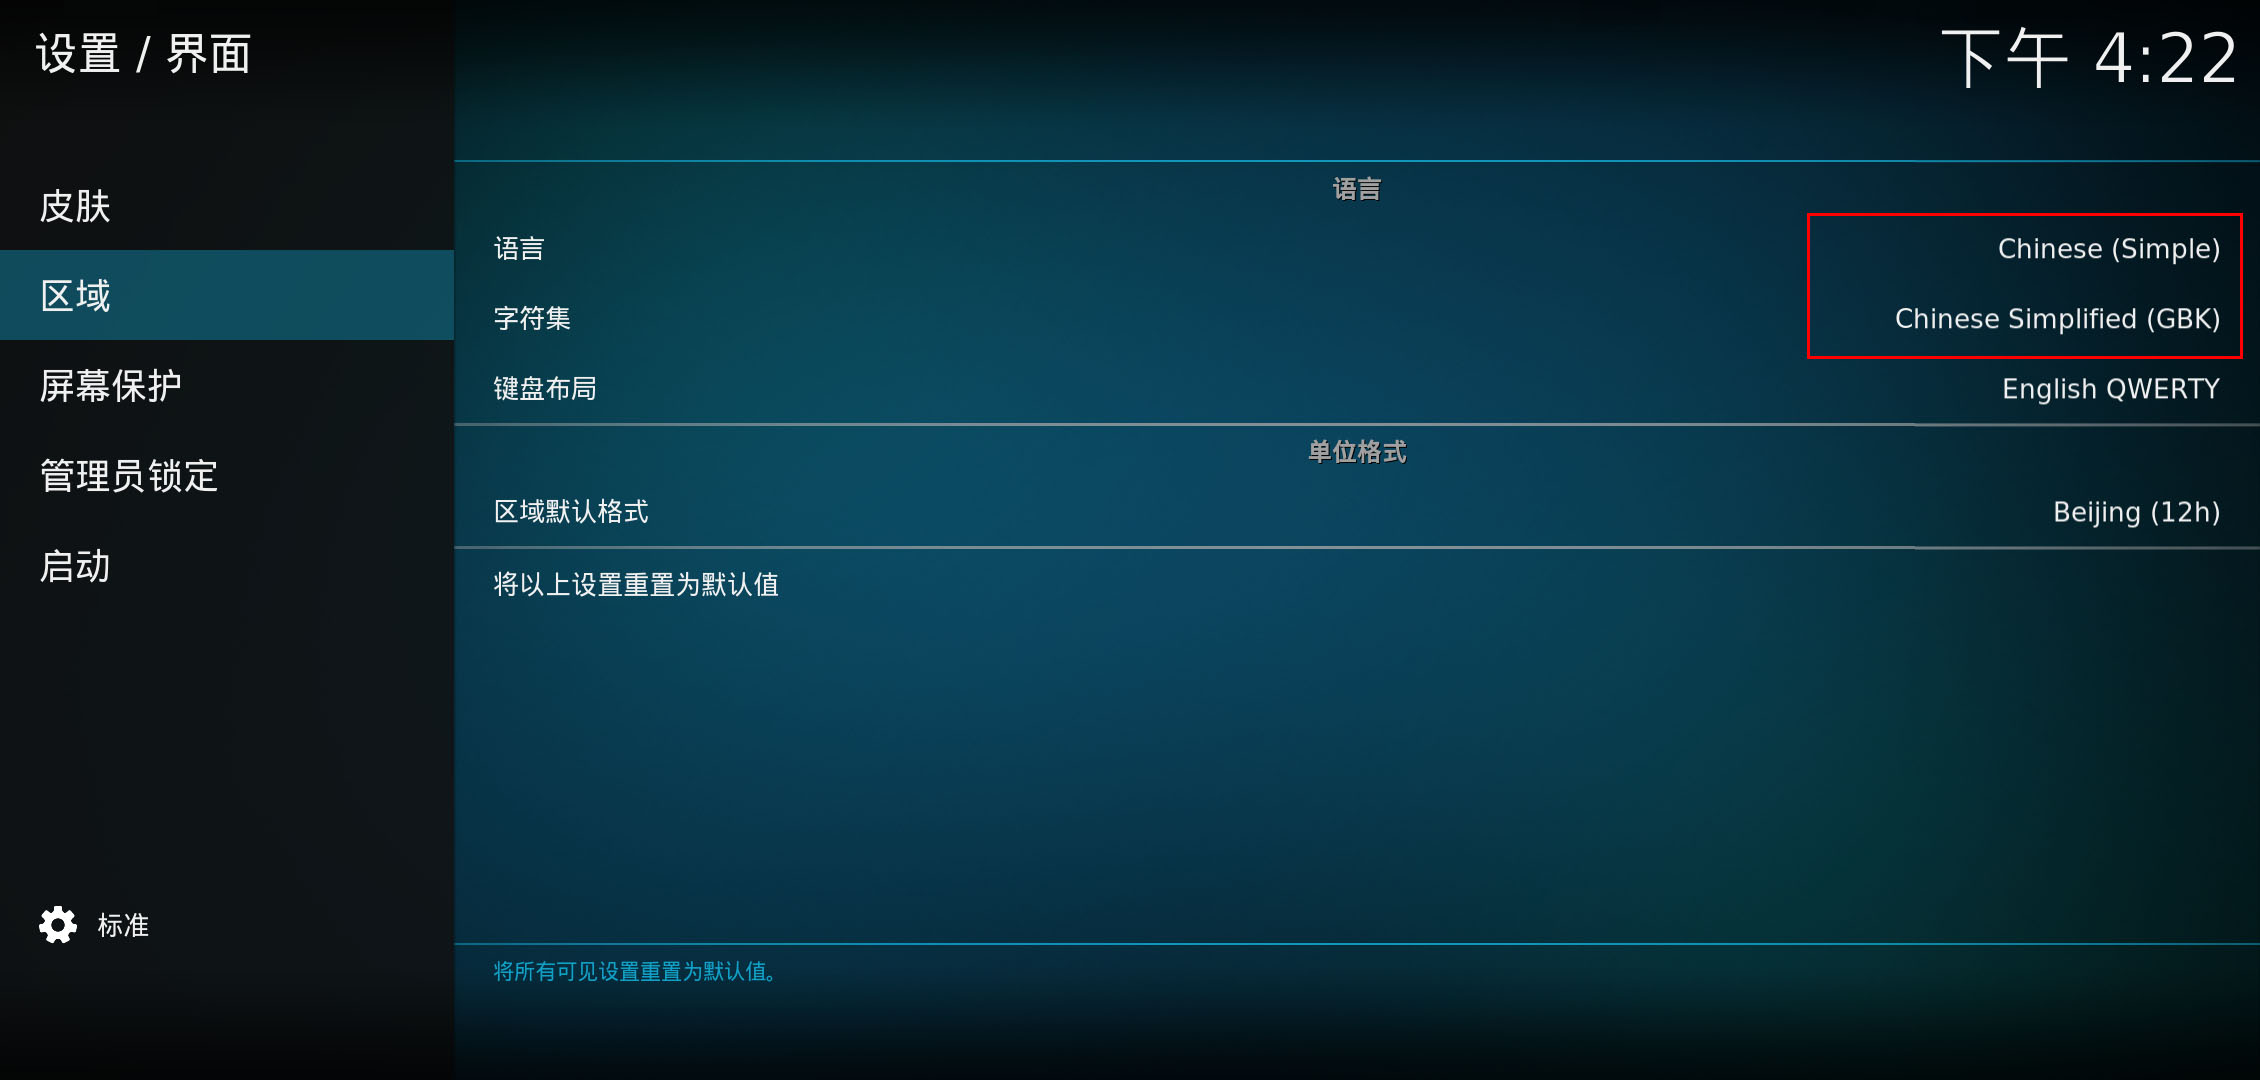 设置 / 界面
下午 4:22
皮肤
区域
屏幕保护
管理员锁定
启动
标准
语言
语言 Chinese (Simple)
字符集 Chinese Simplified (GBK)
键盘布局 English QWERTY
单位格式
区域默认格式 Beijing (12h)
将以上设置重置为默认值
将所有可见设置重置为默认值。